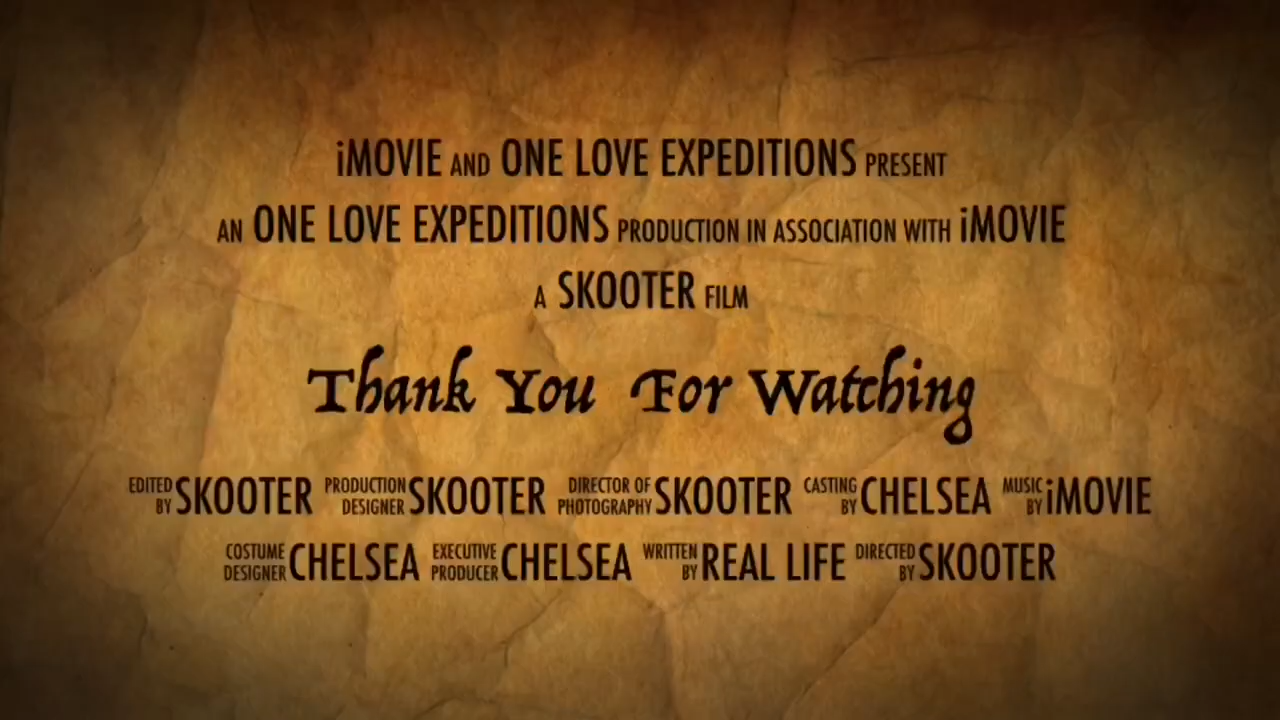 iMOVIE AND ONE LOVE EXPEDITIONS PRESENT
AN ONE LOVE EXPEDITIONS PRODUCTION IN ASSOCIATION WITH iMOVIE
A SKOOTER FILM
Thank You For Watching
EDITED BY SKOOTER PRODUCTION DESIGNER SKOOTER DIRECTOR OF PHOTOGRAPHY SKOOTER CASTING BY CHELSEA MUSIC BY iMOVIE
COSTUME DESIGNER CHELSEA EXECUTIVE PRODUCER CHELSEA WRITTEN BY REAL LIFE DIRECTED BY SKOOTER